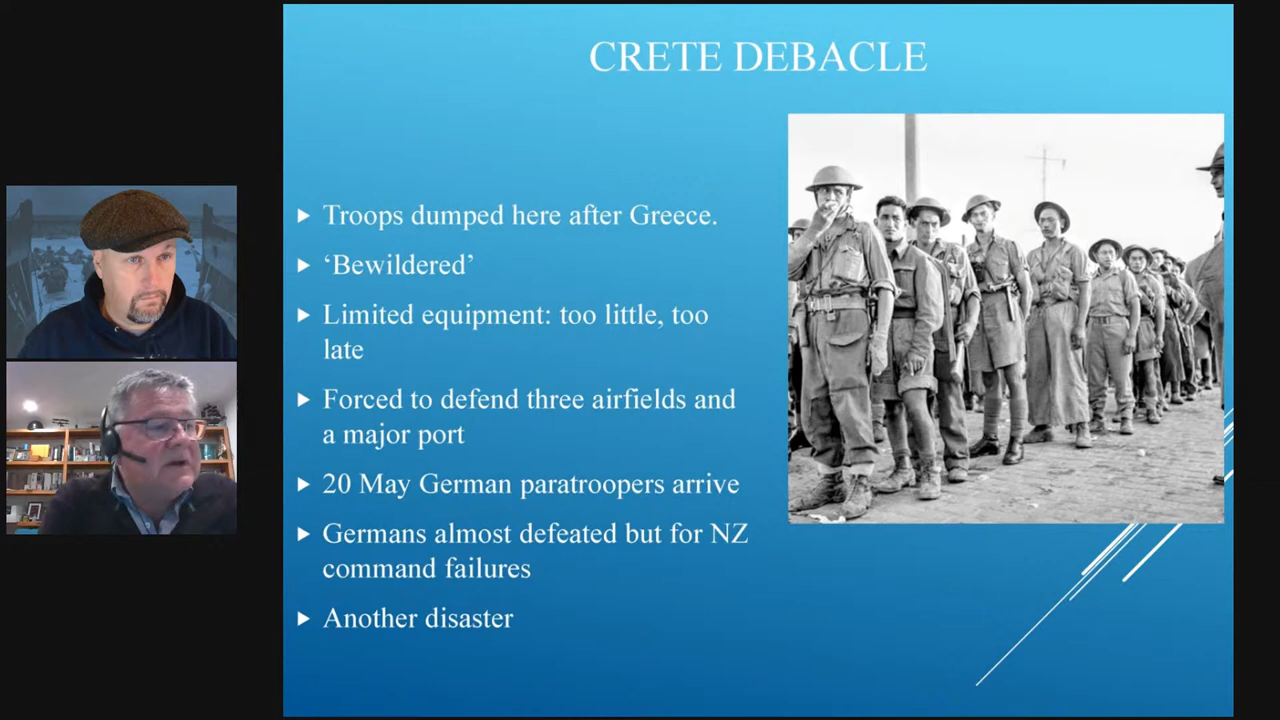 CRETE DEBACLE
Troops dumped here after Greece.
‘Bewildered’
Limited equipment: too little, too
late
Forced to defend three airfields and
a major port
20 May German paratroopers arrive
Germans almost defeated but for NZ
command failures
Another disaster